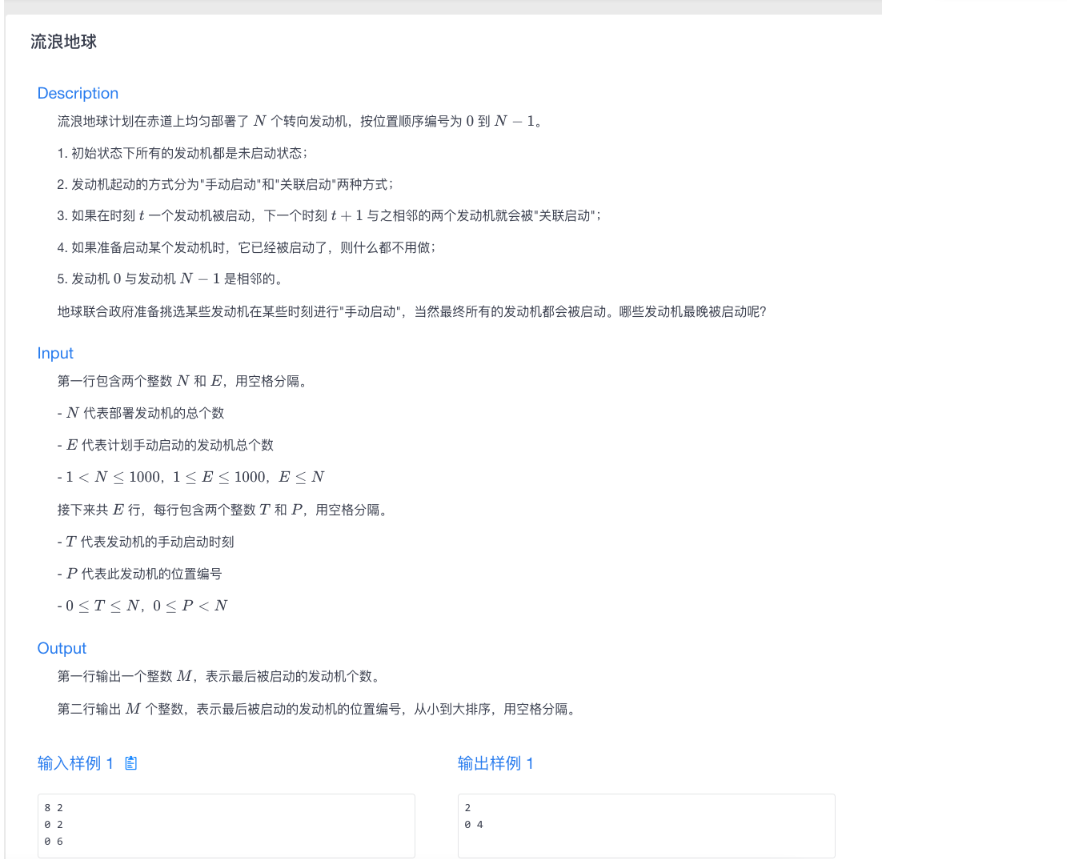 流浪地球
Description
流浪地球计划在赤道上均匀部署了 N 个转向发动机，按位置顺序编号为 0 到 N − 1。
1. 初始状态下所有的发动机都是未启动状态；
2. 发动机起动的方式分为"手动启动"和"关联启动"两种方式；
3. 如果在时刻 t 一个发动机被启动，下一个时刻 t + 1 与之相邻的两个发动机就会被"关联启动"；
4. 如果准备启动某个发动机时，它已经被启动了，则什么都不用做；
5. 发动机 0 与发动机 N − 1 是相邻的。
地球联合政府准备挑选某些发动机在某些时刻进行"手动启动"，当然最终所有的发动机都会被启动。哪些发动机最晚被启动呢?
Input
第一行包含两个整数 N 和 E，用空格分隔。
- N 代表部署发动机的总个数
- E 代表计划手动启动的发动机总个数
- 1 < N ≤ 1000，1 ≤ E ≤ 1000，E ≤ N
接下来共 E 行，每行包含两个整数 T 和 P，用空格分隔。
- T 代表发动机的手动启动时刻
- P 代表此发动机的位置编号
- 0 ≤ T ≤ N，0 ≤ P < N
Output
第一行输出一个整数 M，表示最后被启动的发动机个数。
第二行输出 M 个整数，表示最后被启动的发动机的位置编号，从小到大排序，用空格分隔。
输入样例 1
8 2
0 2
0 6
输出样例 1
2
0 4